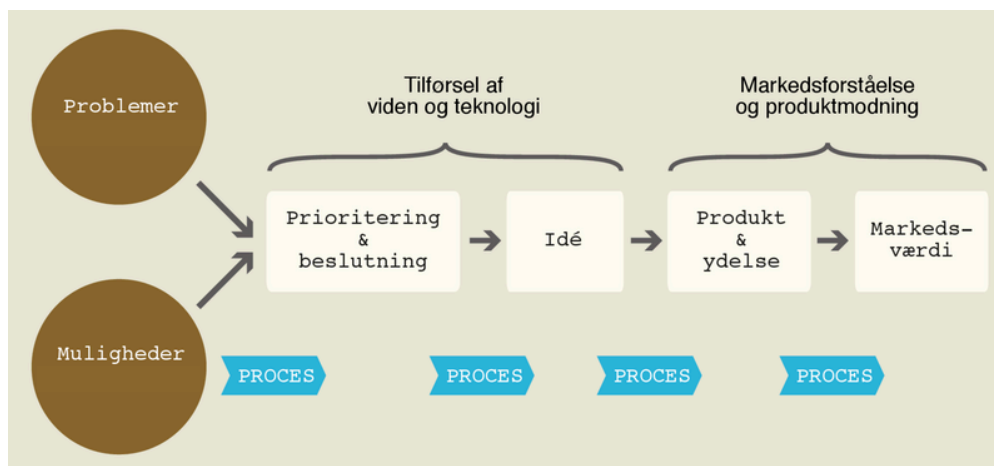 Problemer
Muligheder
Tilførsel af
viden og teknologi
Markedsforståelse
og produktmodning
Prioritering
&
beslutning
Idé
Produkt
&
ydelse
Markeds-
værdi
PROCES
PROCES
PROCES
PROCES